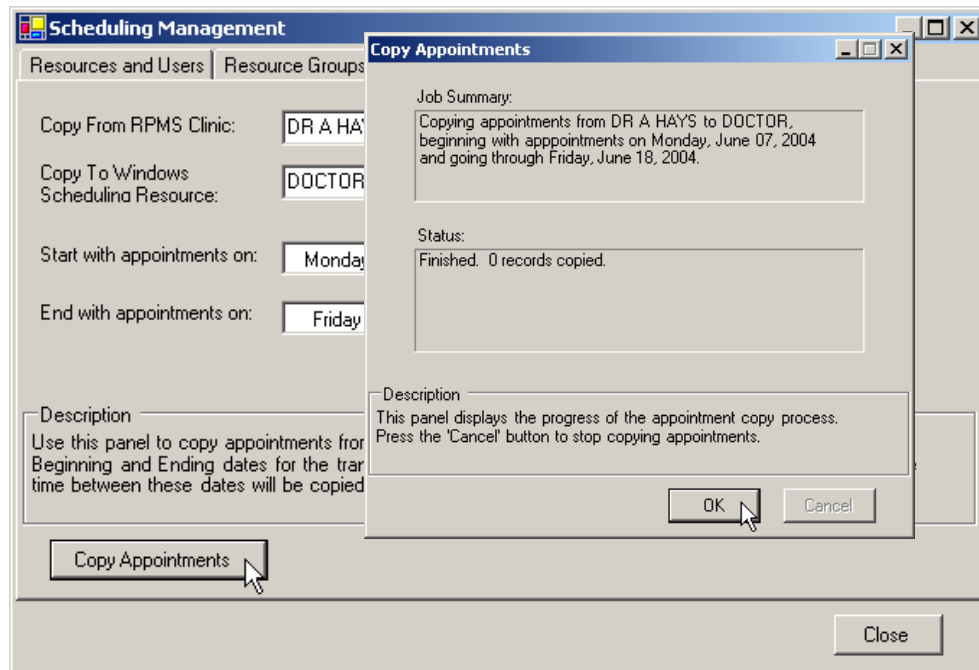 Scheduling Management
Resources and Users
Resource Groups
Copy From RPMS Clinic:
DR A HAY
Copy To Windows
Scheduling Resource:
DOCTOR
Start with appointments on:
Monday
End with appointments on:
Friday
Description
Use this panel to copy appointments from
Beginning and Ending dates for the tran
time between these dates will be copied
Copy Appointments
Close
Copy Appointments
Job Summary:
Copying appointments from DR A HAYS to DOCTOR,
beginning with apppointments on Monday, June 07, 2004
and going through Friday, June 18, 2004.
Status:
Finished.  0 records copied.
Description
This panel displays the progress of the appointment copy process.
Press the 'Cancel' button to stop copying appointments.
OK
Cancel